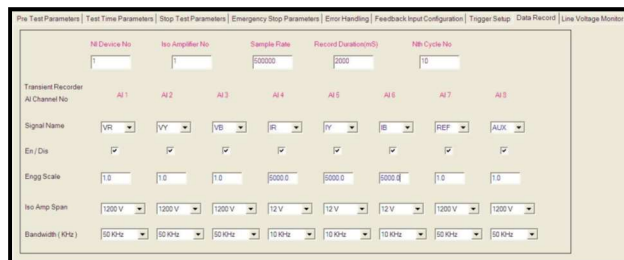 Pre Test Parameters Test Time Parameters Stop Test Parameters Emergency Stop Parameters Error Handling Feedback Input Configuration Trigger Setup Data Record Line Voltage Monitor
NI Device No Iso Amplifier No Sample Rate Record Duration(mS) Nth Cycle No
1 1 500000 2000 10
Transient Recorder
AI Channel No AI 1 AI 2 AI 3 AI 4 AI 5 AI 6 AI 7 AI 8
Signal Name VR VY VB IR IY IB REF AUX
En / Dis
Engg Scale 1.0 1.0 1.0 5000.0 5000.0 5000.0 1.0 1.0
Iso Amp Span 1200 V 1200 V 1200 V 12 V 12 V 12 V 1200 V 1200 V
Bandwidth ( KHz ) 50 KHz 50 KHz 50 KHz 10 KHz 10 KHz 10 KHz 50 KHz 50 KHz